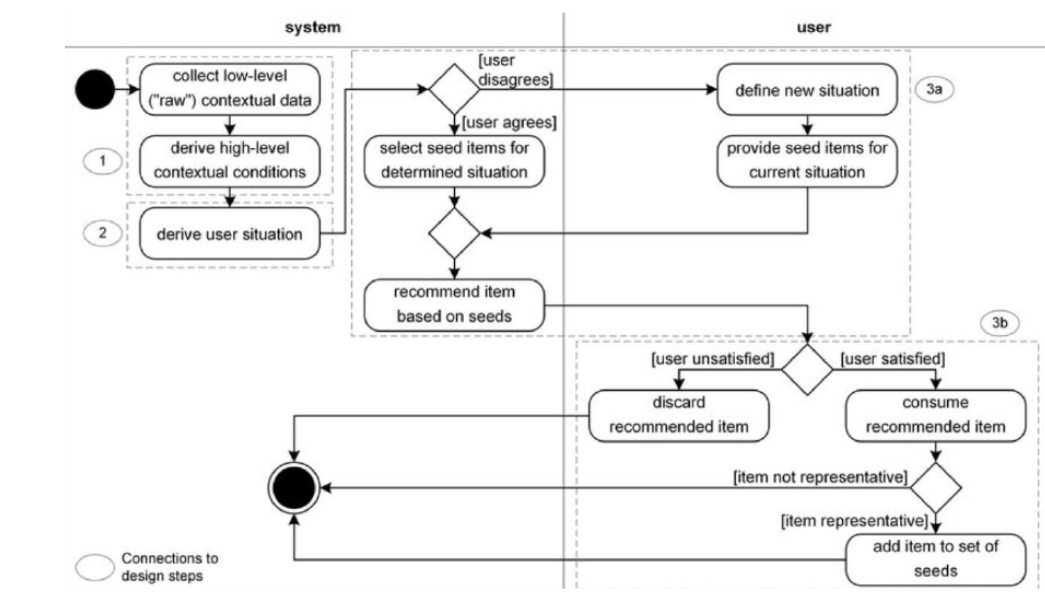 system
user
collect low-level
("raw") contextual data
derive high-level
contextual conditions
1
derive user situation
2
[user
disagrees]
[user agrees]
select seed items for
determined situation
recommend item
based on seeds
define new situation
3a
provide seed items for
current situation
3b
[user unsatisfied]
[user satisfied]
discard
recommended item
consume
recommended item
[item not representative]
[item representative]
add item to set of
seeds
Connections to
design steps